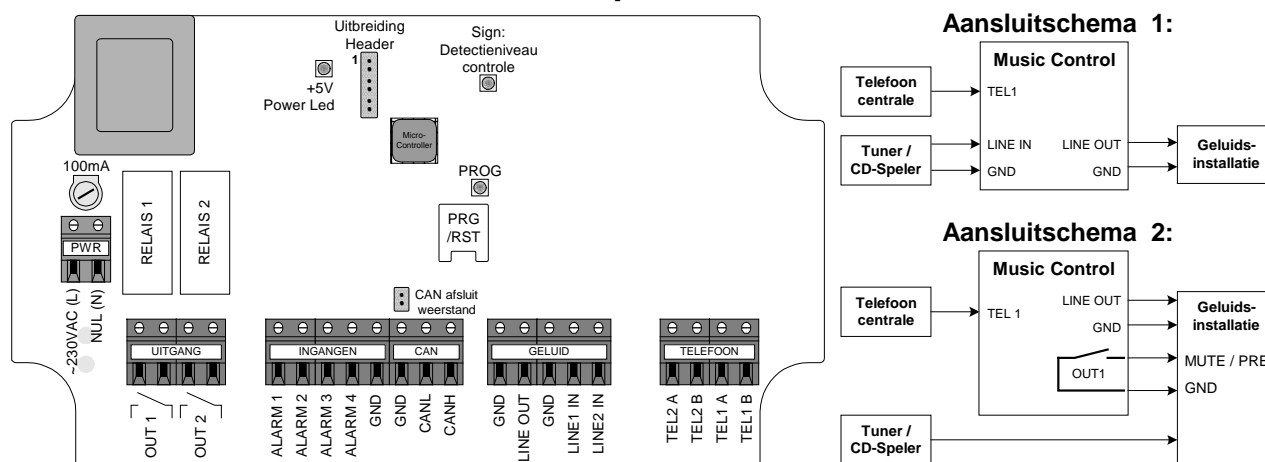 Uitbreiding
Header
1
Sign:
Detectieniveau
controle
+5V
Power Led
Micro-
Controller
100mA
PROG
PRG
/RST
RELAIS 1
RELAIS 2
PWR
~230VAC (L)
NUL (N)
CAN afsluit
weerstand
UITGANG
INGANGEN
CAN
GELUID
TELEFOON
OUT 1
OUT 2
ALARM 1
ALARM 2
ALARM 3
ALARM 4
GND
GND
CANL
CANH
GND
LINE OUT
GND
LINE1 IN
LINE2 IN
TEL2 A
TEL2 B
TEL1 A
TEL1 B
Aansluitschema 1:
Music Control
Telefoon
centrale
TEL1
Tuner /
CD-Speler
LINE IN
GND
LINE OUT
GND
Geluids-
installatie
Aansluitschema 2:
Music Control
Telefoon
centrale
TEL 1
LINE OUT
GND
OUT1
Geluids-
installatie
MUTE / PRE
GND
Tuner /
CD-Speler